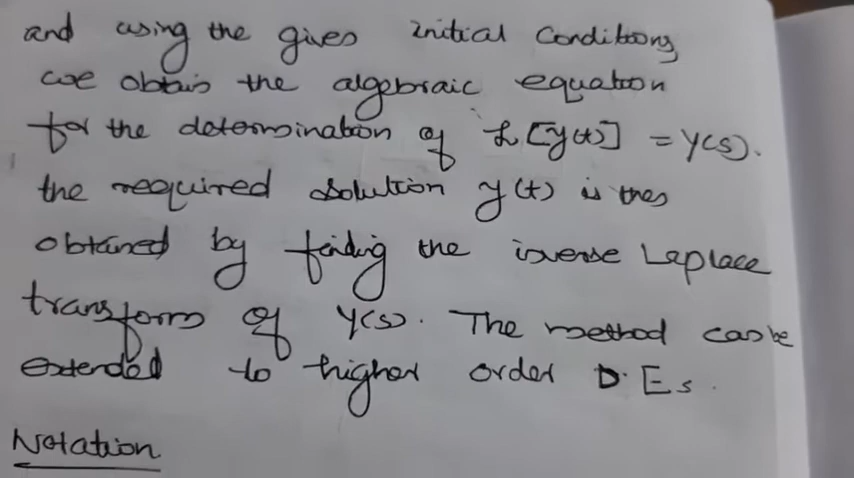 and using the given initial conditions
we obtain the algebraic equation
for the determination of L[y(t)] = Y(s).
the required solution y(t) is then
obtained by finding the inverse Laplace
transform of Y(s). The method can be
extended to higher order D.Es.
Notation